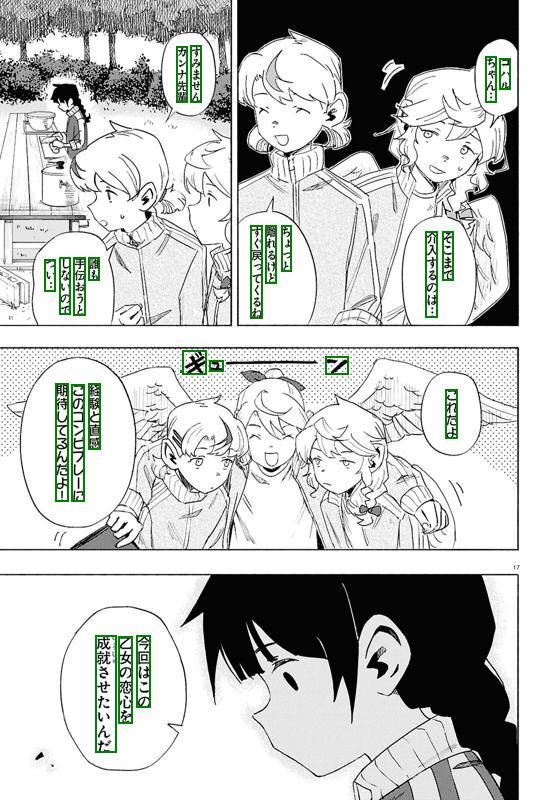 コハル
ちゃん…
そこまで
介入するのは…
ちょっと
離れるけど
すぐ戻ってくるね
すみません
カンナ先輩
誰も
手伝おうと
しないので
つい…
ギューーン
これだよ
経験と直感
このコンビプレーに
期待してるんだよー
17
今回はこの
乙女の恋心を
成就させたいんだ